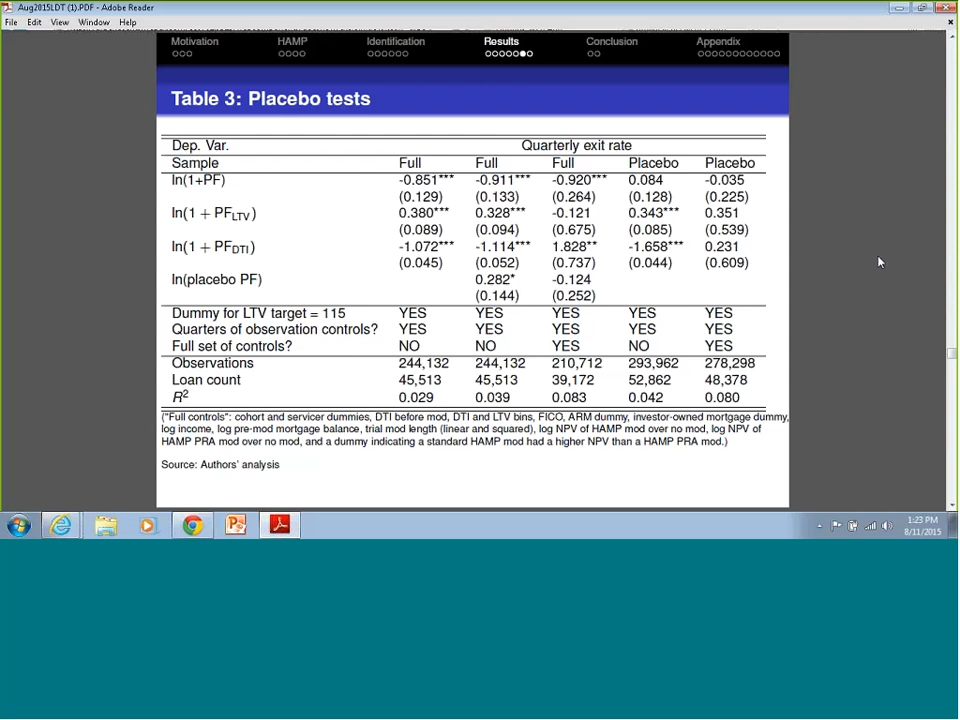 Aug2015LDT (1).PDF - Adobe Reader
File Edit View Window Help
Motivation HAMP Identification Results Conclusion Appendix
Table 3: Placebo tests
Dep. Var. Quarterly exit rate
Sample Full Full Full Placebo Placebo
ln(1+PF) -0.851*** -0.911*** -0.920*** 0.084 -0.035
(0.129) (0.133) (0.264) (0.128) (0.225)
ln(1 + PF_LTV) 0.380*** 0.328*** -0.121 0.343*** 0.351
(0.089) (0.094) (0.675) (0.085) (0.539)
ln(1 + PF_DTI) -1.072*** -1.114*** 1.828** -1.658*** 0.231
(0.045) (0.052) (0.737) (0.044) (0.609)
ln(placebo PF) 0.282* -0.124
(0.144) (0.252)
Dummy for LTV target = 115 YES YES YES YES YES
Quarters of observation controls? YES YES YES YES YES
Full set of controls? NO NO YES NO YES
Observations 244,132 244,132 210,712 293,962 278,298
Loan count 45,513 45,513 39,172 52,862 48,378
R² 0.029 0.039 0.083 0.042 0.080
("Full controls": cohort and servicer dummies, DTI before mod, DTI and LTV bins, FICO, ARM dummy, investor-owned mortgage dummy,
log income, log pre-mod mortgage balance, trial mod length (linear and squared), log NPV of HAMP mod over no mod, log NPV of
HAMP PRA mod over no mod, and a dummy indicating a standard HAMP mod had a higher NPV than a HAMP PRA mod.)
Source: Authors' analysis
1:23 PM
8/11/2015